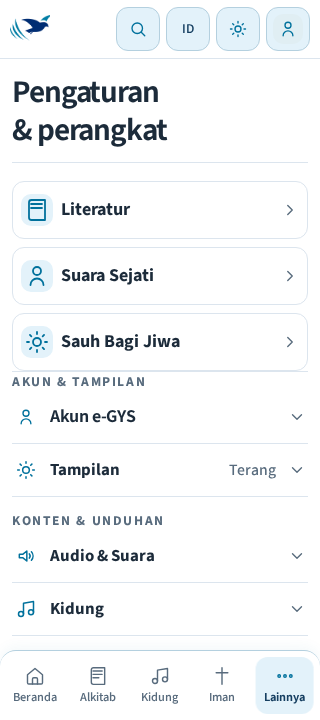 ID
Pengaturan
& perangkat
Literatur
Suara Sejati
Sauh Bagi Jiwa
AKUN & TAMPILAN
Akun e-GYS
Tampilan Terang
KONTEN & UNDUHAN
Audio & Suara
Kidung
Beranda Alkitab Kidung Iman Lainnya